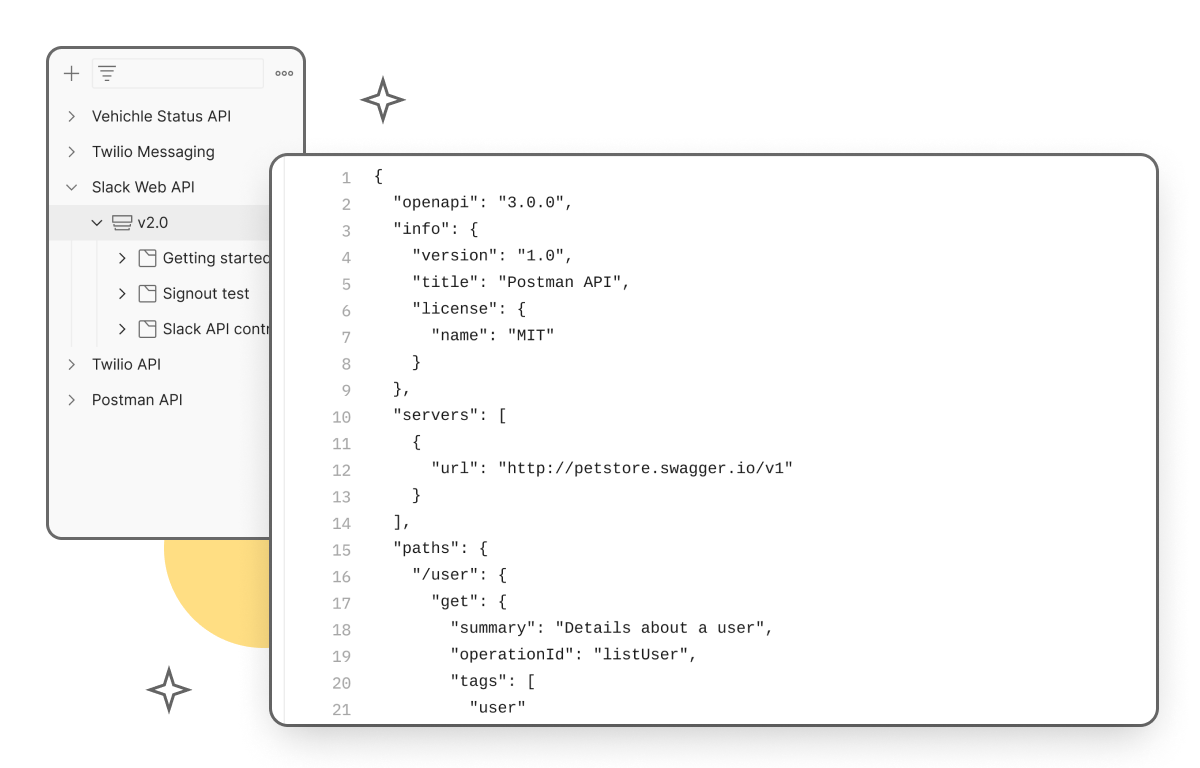 Vehichle Status API
Twilio Messaging
Slack Web API
v2.0
Getting started
Signout test
Slack API contr
Twilio API
Postman API
1 {
2 "openapi": "3.0.0",
3 "info": {
4 "version": "1.0",
5 "title": "Postman API",
6 "license": {
7 "name": "MIT"
8 }
9 },
10 "servers": [
11 {
12 "url": "http://petstore.swagger.io/v1"
13 }
14 ],
15 "paths": {
16 "/user": {
17 "get": {
18 "summary": "Details about a user",
19 "operationId": "listUser",
20 "tags": [
21 "user"